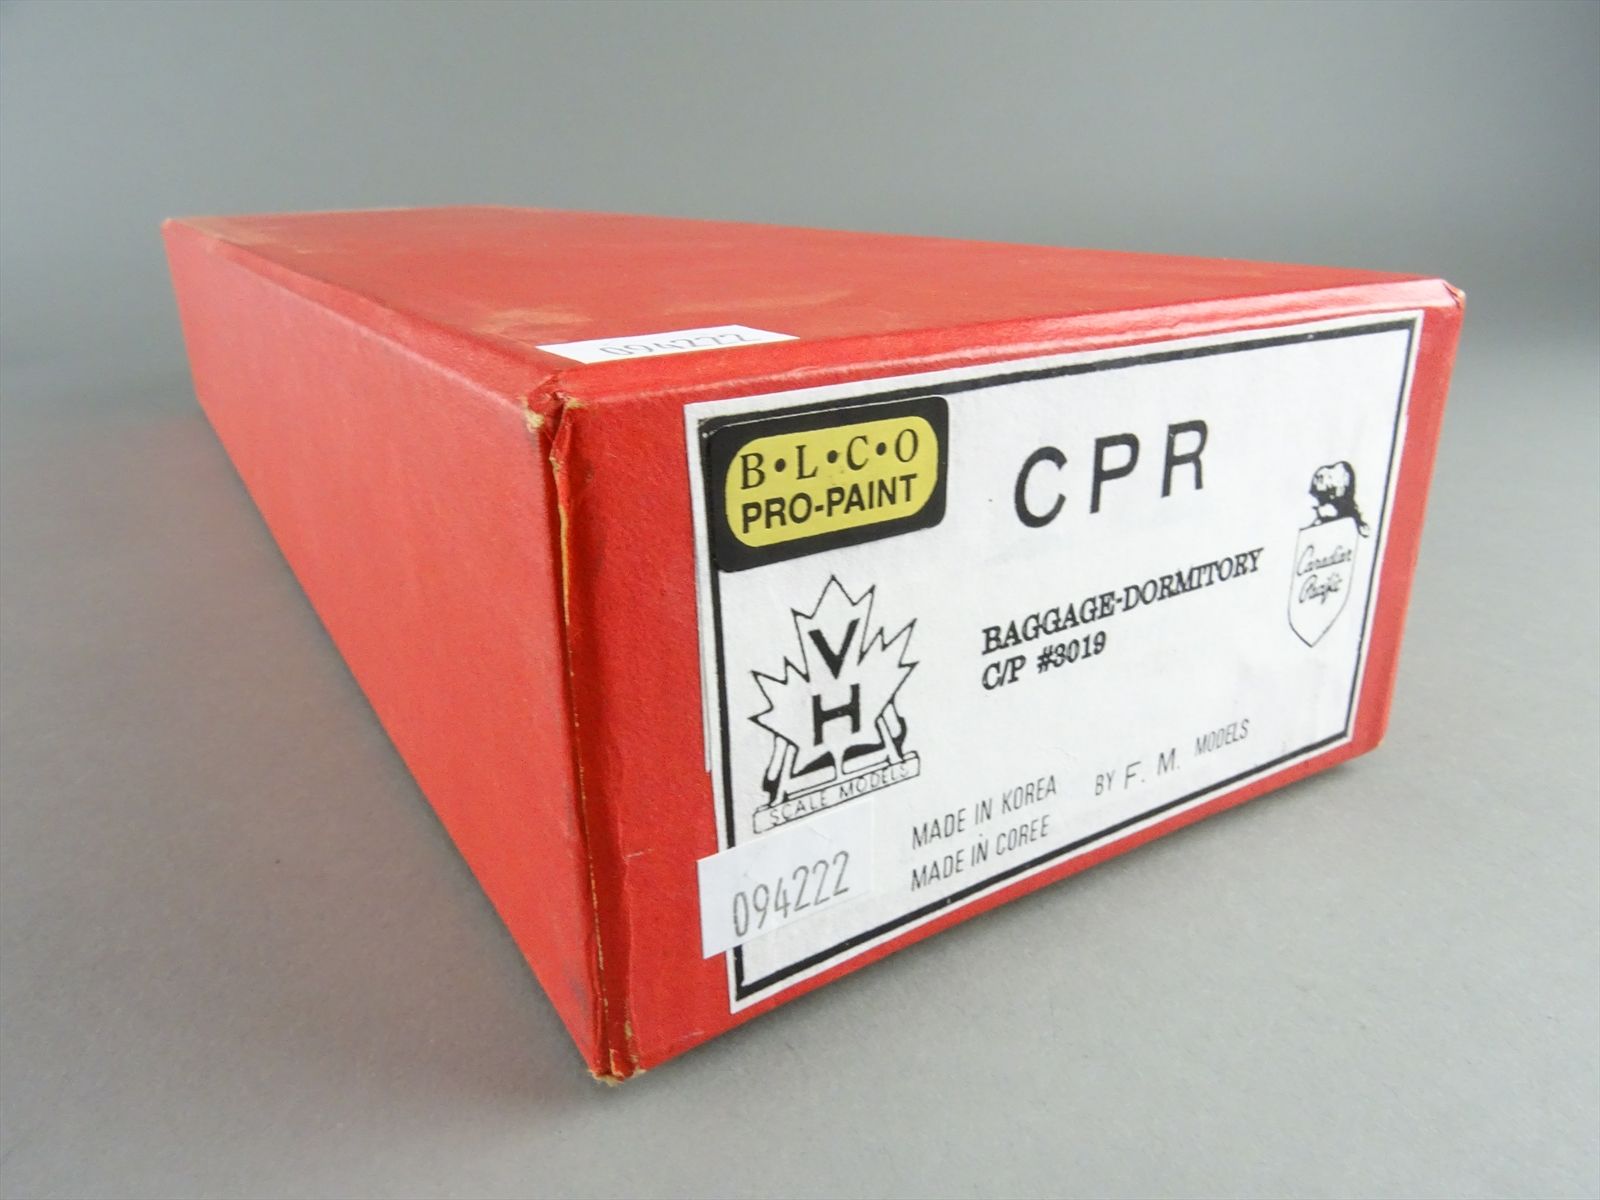 094222
B•L•C•O
PRO-PAINT
CPR
Canadian
Pacific
V
H
SCALE MODELS
BAGGAGE-DORMITORY
C/P #3019
MADE IN KOREA BY F. M. MODELS
MADE IN COREE
094222